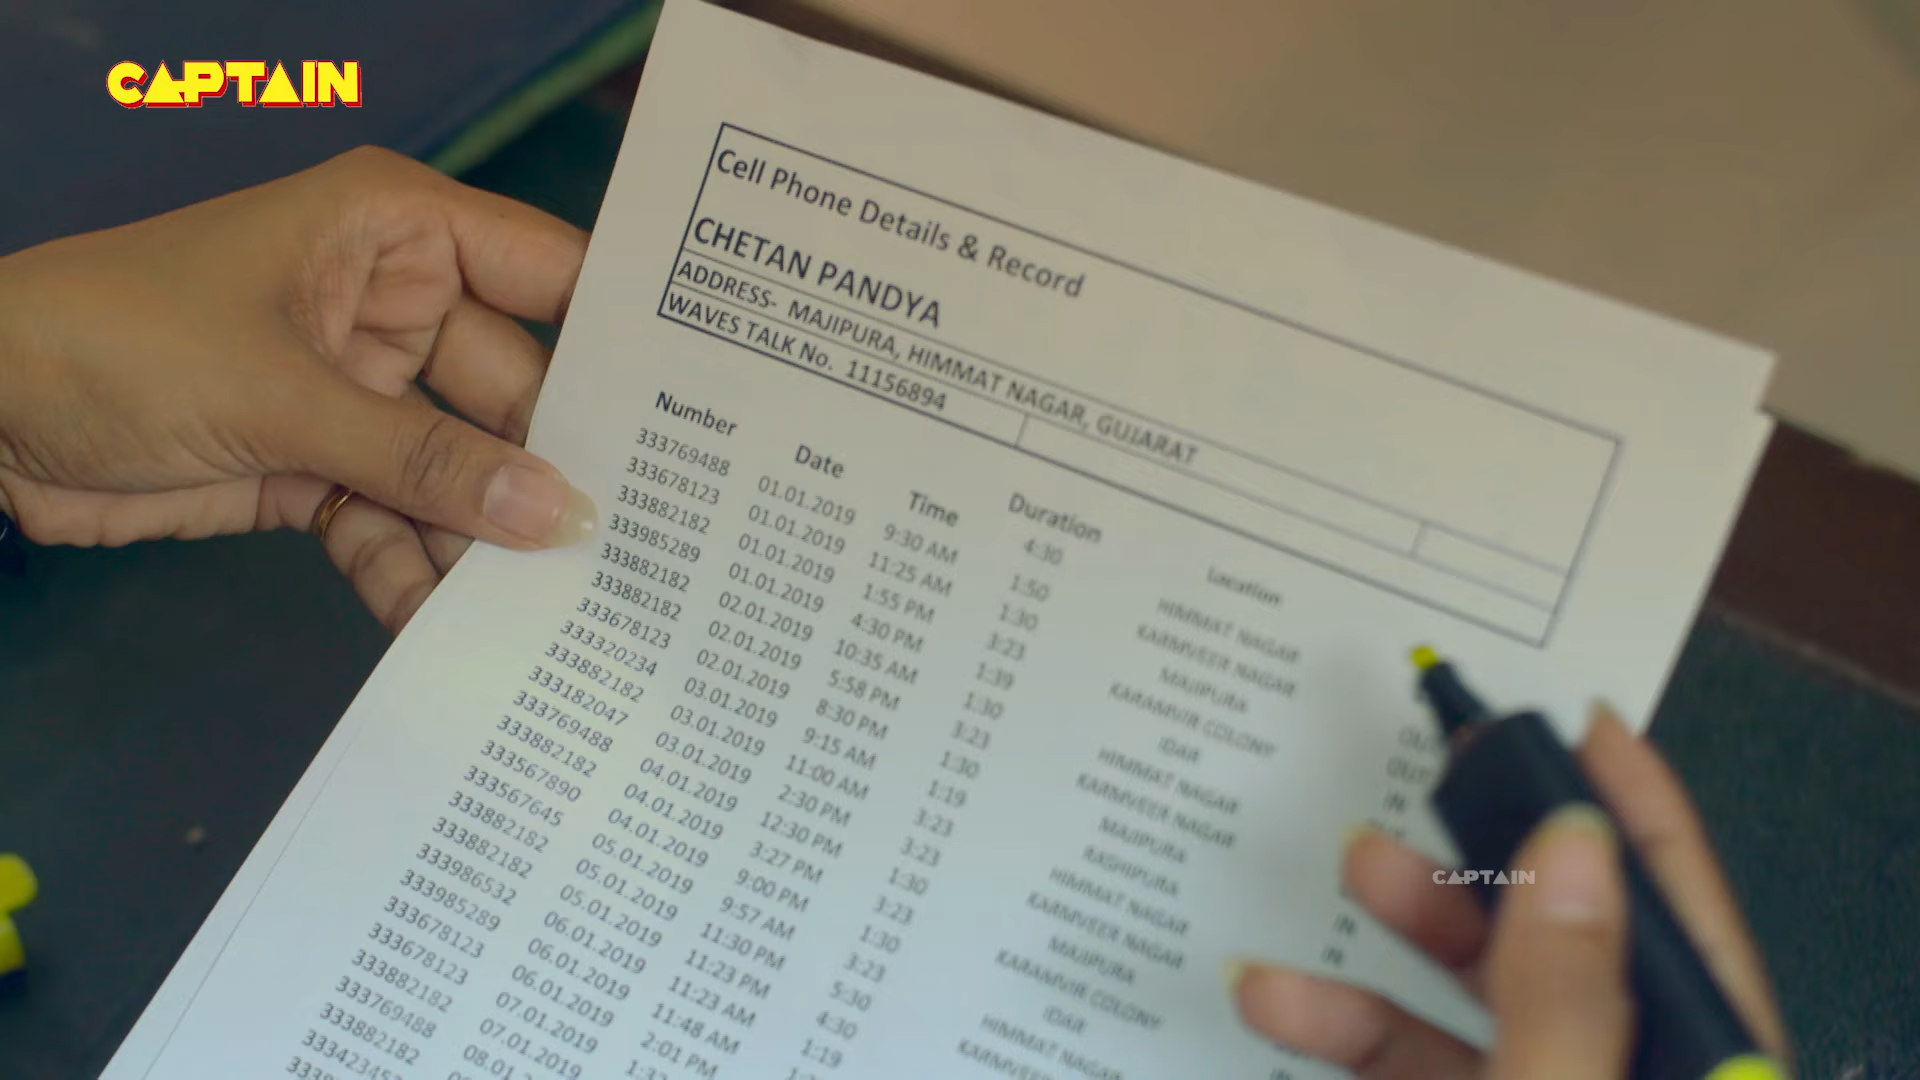 CAPTAIN
Cell Phone Details & Record
CHETAN PANDYA
ADDRESS- MAJIPURA, HIMMAT NAGAR, GUJARAT
WAVES TALK No. 11156894
Number Date Time Duration Location
333769488 01.01.2019 9:30 AM 4:30 HIMMAT NAGAR
333678123 01.01.2019 11:25 AM 1:50 KARMVEER NAGAR
333882182 01.01.2019 1:55 PM 1:30 MAJIPURA
333985289 01.01.2019 4:30 PM 3:23 KARAMVIR COLONY
333882182 02.01.2019 10:35 AM 1:39 IDAR
333882182 02.01.2019 5:58 PM 1:30 HIMMAT NAGAR
333678123 02.01.2019 8:30 PM 3:23 KARMVEER NAGAR
333320234 03.01.2019 9:15 AM 1:30 MAJIPURA
333882182 03.01.2019 11:00 AM 1:19
333182047 03.01.2019 2:30 PM 3:23 HIMMAT NAGAR
333769488 04.01.2019 12:30 PM 3:23 KARMVEER NAGAR
333882182 04.01.2019 3:27 PM 1:30 MAJIPURA
333567890 04.01.2019 9:00 PM 3:23 KARAMVIR COLONY
333567645 05.01.2019 9:57 AM 1:30 IDAR
333882182 05.01.2019 11:30 PM 3:23 HIMMAT NAGAR
333882182 05.01.2019 11:23 PM 5:30
333986532 06.01.2019 11:23 AM 4:30
333985289 06.01.2019 11:48 AM 1:19
333678123 06.01.2019 2:01 PM
333678123 07.01.2019
333882182 07.01.2019
333769488 08.01.2019
333882182
CAPTAIN